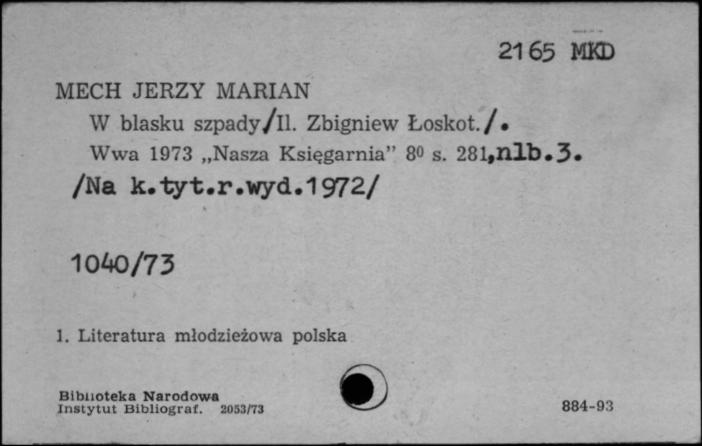 2165 MKD
MECH JERZY MARIAN
W blasku szpady/Il. Zbigniew Łoskot./.
Wwa 1973 „Nasza Księgarnia” 8⁰ s. 281,nlb.3.
/Na k.tyt.r.wyd.1972/
1040/73
1. Literatura młodzieżowa polska
Biblioteka Narodowa
Instytut Bibliograf. 2053/73
884-93